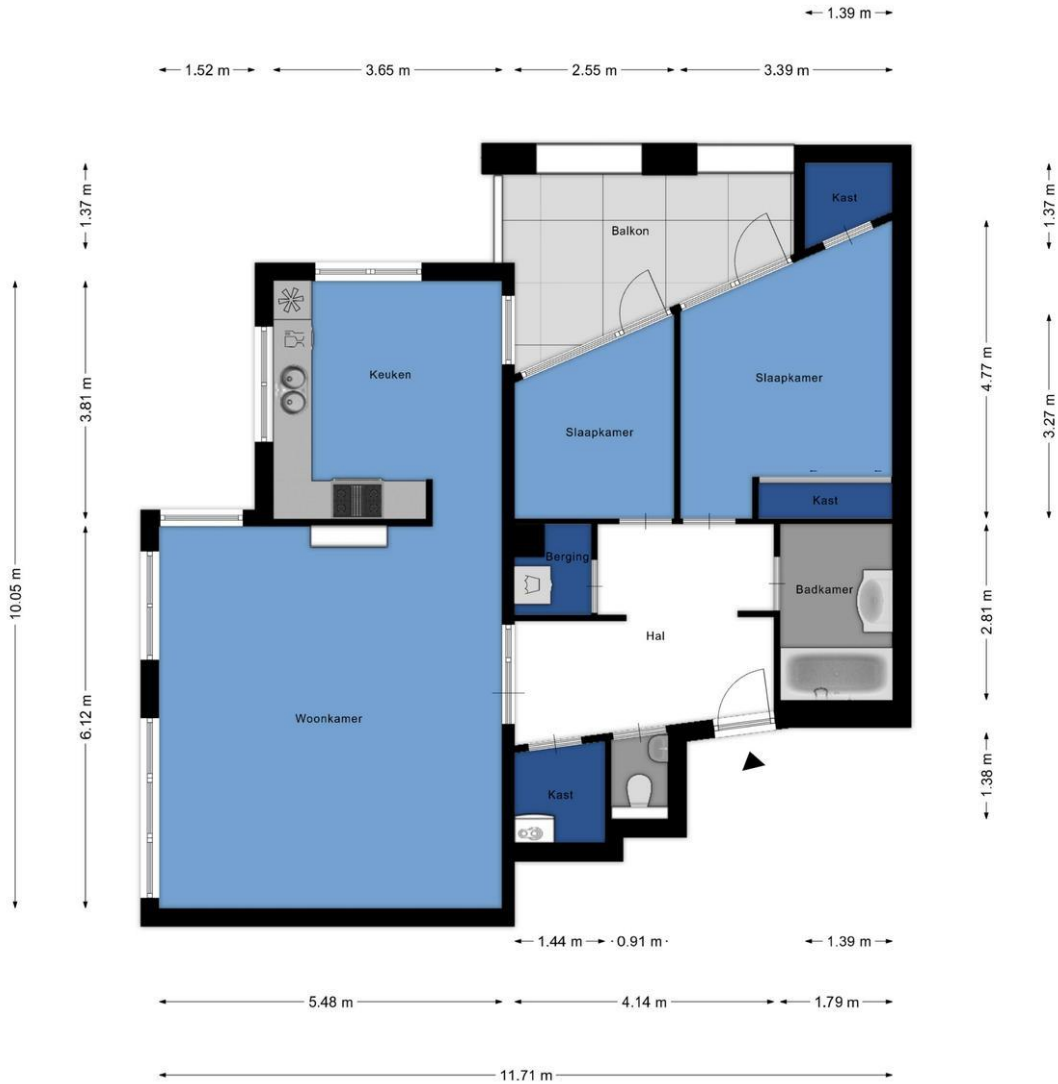 1.39 m
1.52 m
3.65 m
2.55 m
3.39 m
1.37 m
Kast
1.37 m
Balkon
Keuken
Slaapkamer
4.77 m
3.81 m
3.27 m
Slaapkamer
Kast
Berging
Badkamer
10.05 m
2.81 m
Hal
6.12 m
Woonkamer
1.38 m
Kast
1.44 m
0.91 m
1.39 m
5.48 m
4.14 m
1.79 m
11.71 m